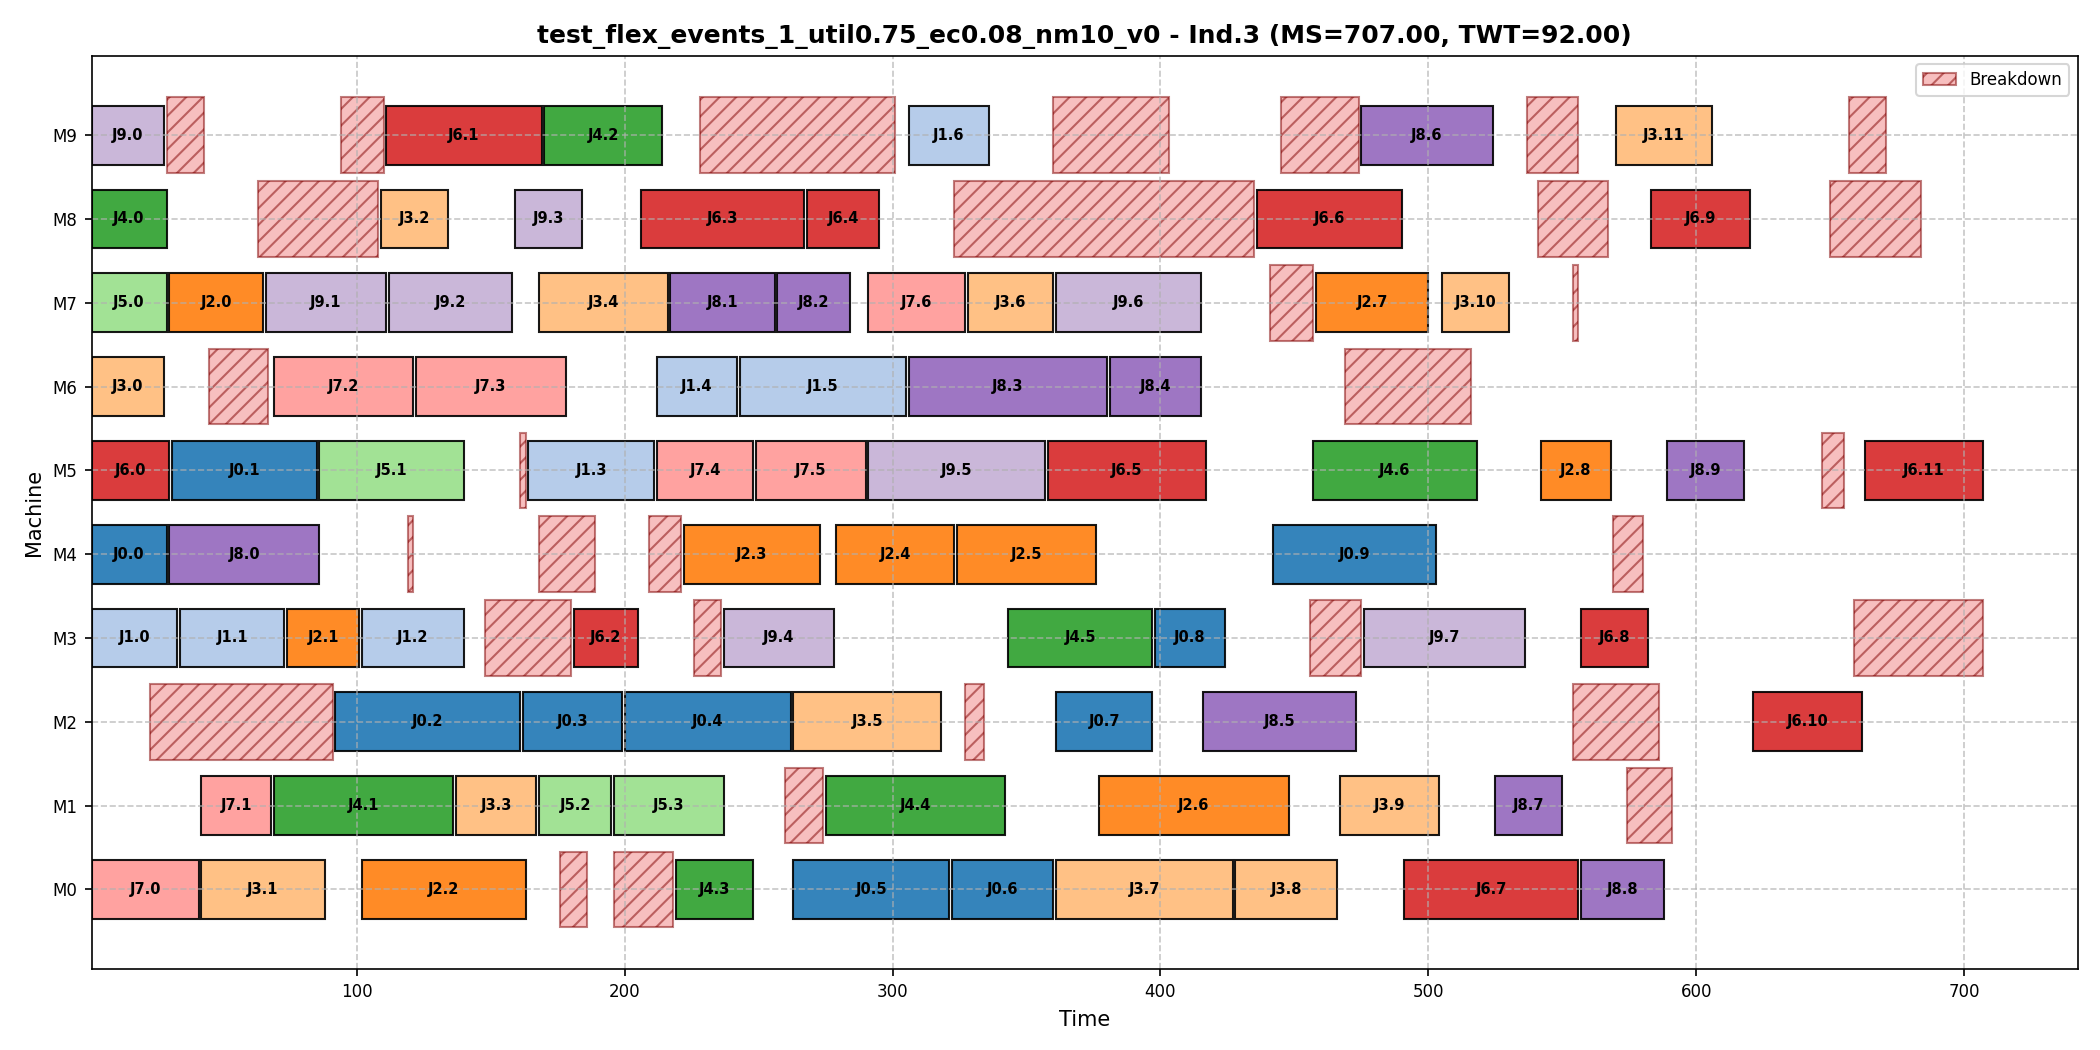 test_flex_events_1_util0.75_ec0.08_nm10_v0 - Ind.3 (MS=707.00, TWT=92.00)
Breakdown
M9 J9.0 J6.1 J4.2 J1.6 J8.6 J3.11
M8 J4.0 J3.2 J9.3 J6.3 J6.4 J6.6 J6.9
M7 J5.0 J2.0 J9.1 J9.2 J3.4 J8.1 J8.2 J7.6 J3.6 J9.6 J2.7 J3.10
M6 J3.0 J7.2 J7.3 J1.4 J1.5 J8.3 J8.4
M5 J6.0 J0.1 J5.1 J1.3 J7.4 J7.5 J9.5 J6.5 J4.6 J2.8 J8.9 J6.11
M4 J0.0 J8.0 J2.3 J2.4 J2.5 J0.9
M3 J1.0 J1.1 J2.1 J1.2 J6.2 J9.4 J4.5 J0.8 J9.7 J6.8
M2 J0.2 J0.3 J0.4 J3.5 J0.7 J8.5 J6.10
M1 J7.1 J4.1 J3.3 J5.2 J5.3 J4.4 J2.6 J3.9 J8.7
M0 J7.0 J3.1 J2.2 J4.3 J0.5 J0.6 J3.7 J3.8 J6.7 J8.8
Machine
100 200 300 400 500 600 700
Time